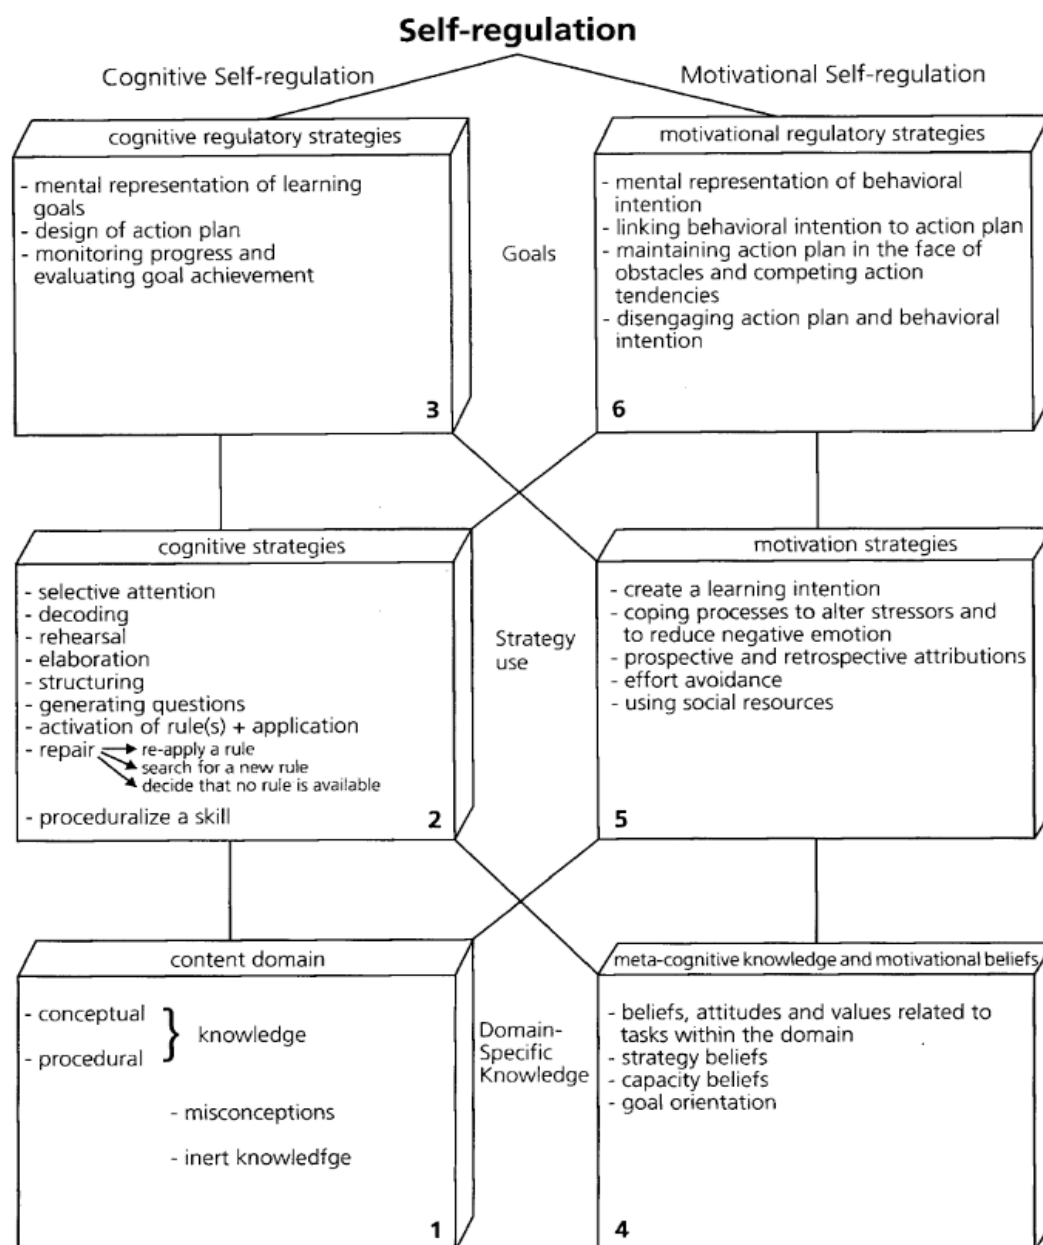 Self-regulation
Cognitive Self-regulation
Motivational Self-regulation
cognitive regulatory strategies
- mental representation of learning
goals
- design of action plan
- monitoring progress and
evaluating goal achievement
3
Goals
motivational regulatory strategies
- mental representation of behavioral
intention
- linking behavioral intention to action plan
- maintaining action plan in the face of
obstacles and competing action
tendencies
- disengaging action plan and behavioral
intention
6
cognitive strategies
- selective attention
- decoding
- rehearsal
- elaboration
- structuring
- generating questions
- activation of rule(s) + application
- repair
re-apply a rule
search for a new rule
decide that no rule is available
- proceduralize a skill
2
Strategy
use
motivation strategies
- create a learning intention
- coping processes to alter stressors and
to reduce negative emotion
- prospective and retrospective attributions
- effort avoidance
- using social resources
5
content domain
- conceptual
- procedural
} knowledge
- misconceptions
- inert knowledfge
1
Domain-
Specific
Knowledge
meta-cognitive knowledge and motivational beliefs
- beliefs, attitudes and values related to
tasks within the domain
- strategy beliefs
- capacity beliefs
- goal orientation
4